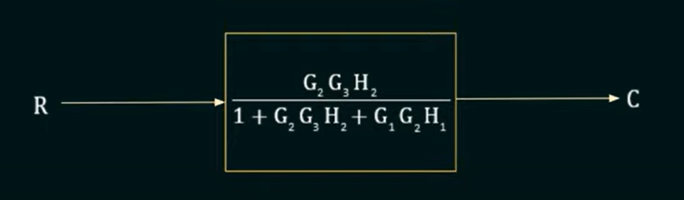 R
G₂G₃H₂
1 + G₂G₃H₂ + G₁G₂H₁
C